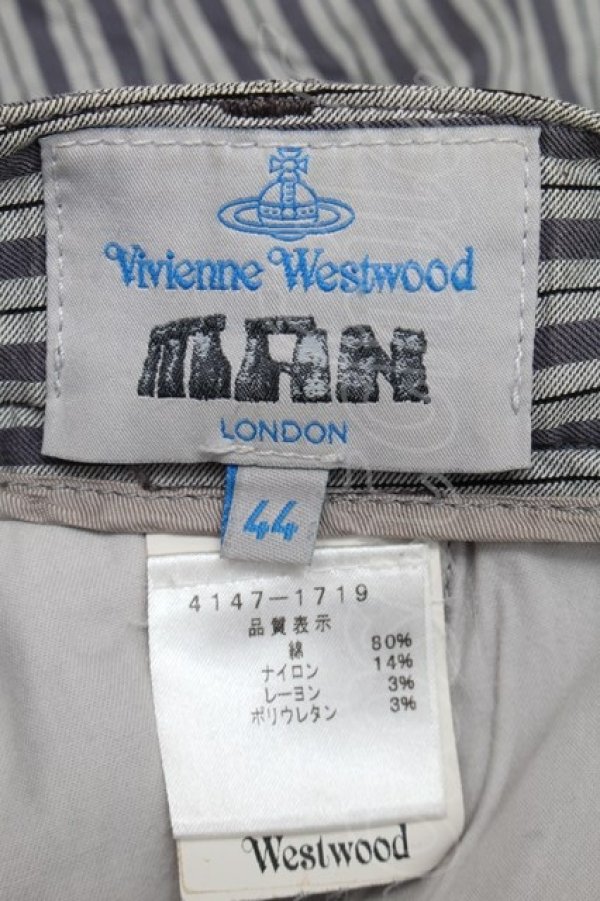 Vivienne Westwood
MAN
LONDON
44
4147-1719
品質表示
綿 80%
ナイロン 14%
レーヨン 3%
ポリウレタン 3%
Westwood